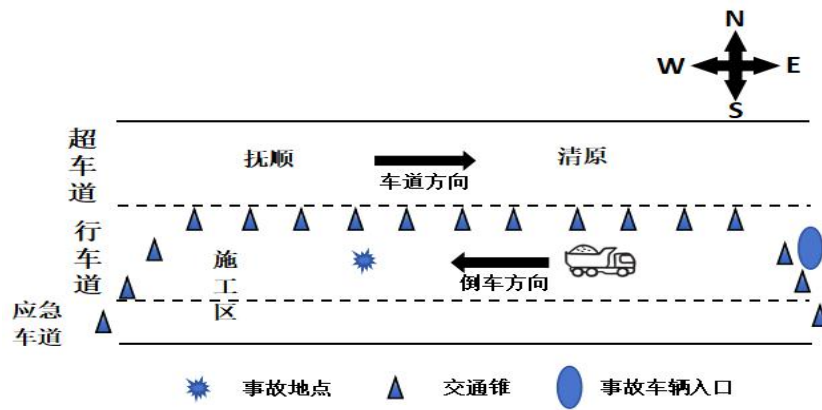 N
W E
S
超车道
抚顺 清原
车道方向
行车道
施工区
倒车方向
应急车道
事故地点 交通锥 事故车辆入口